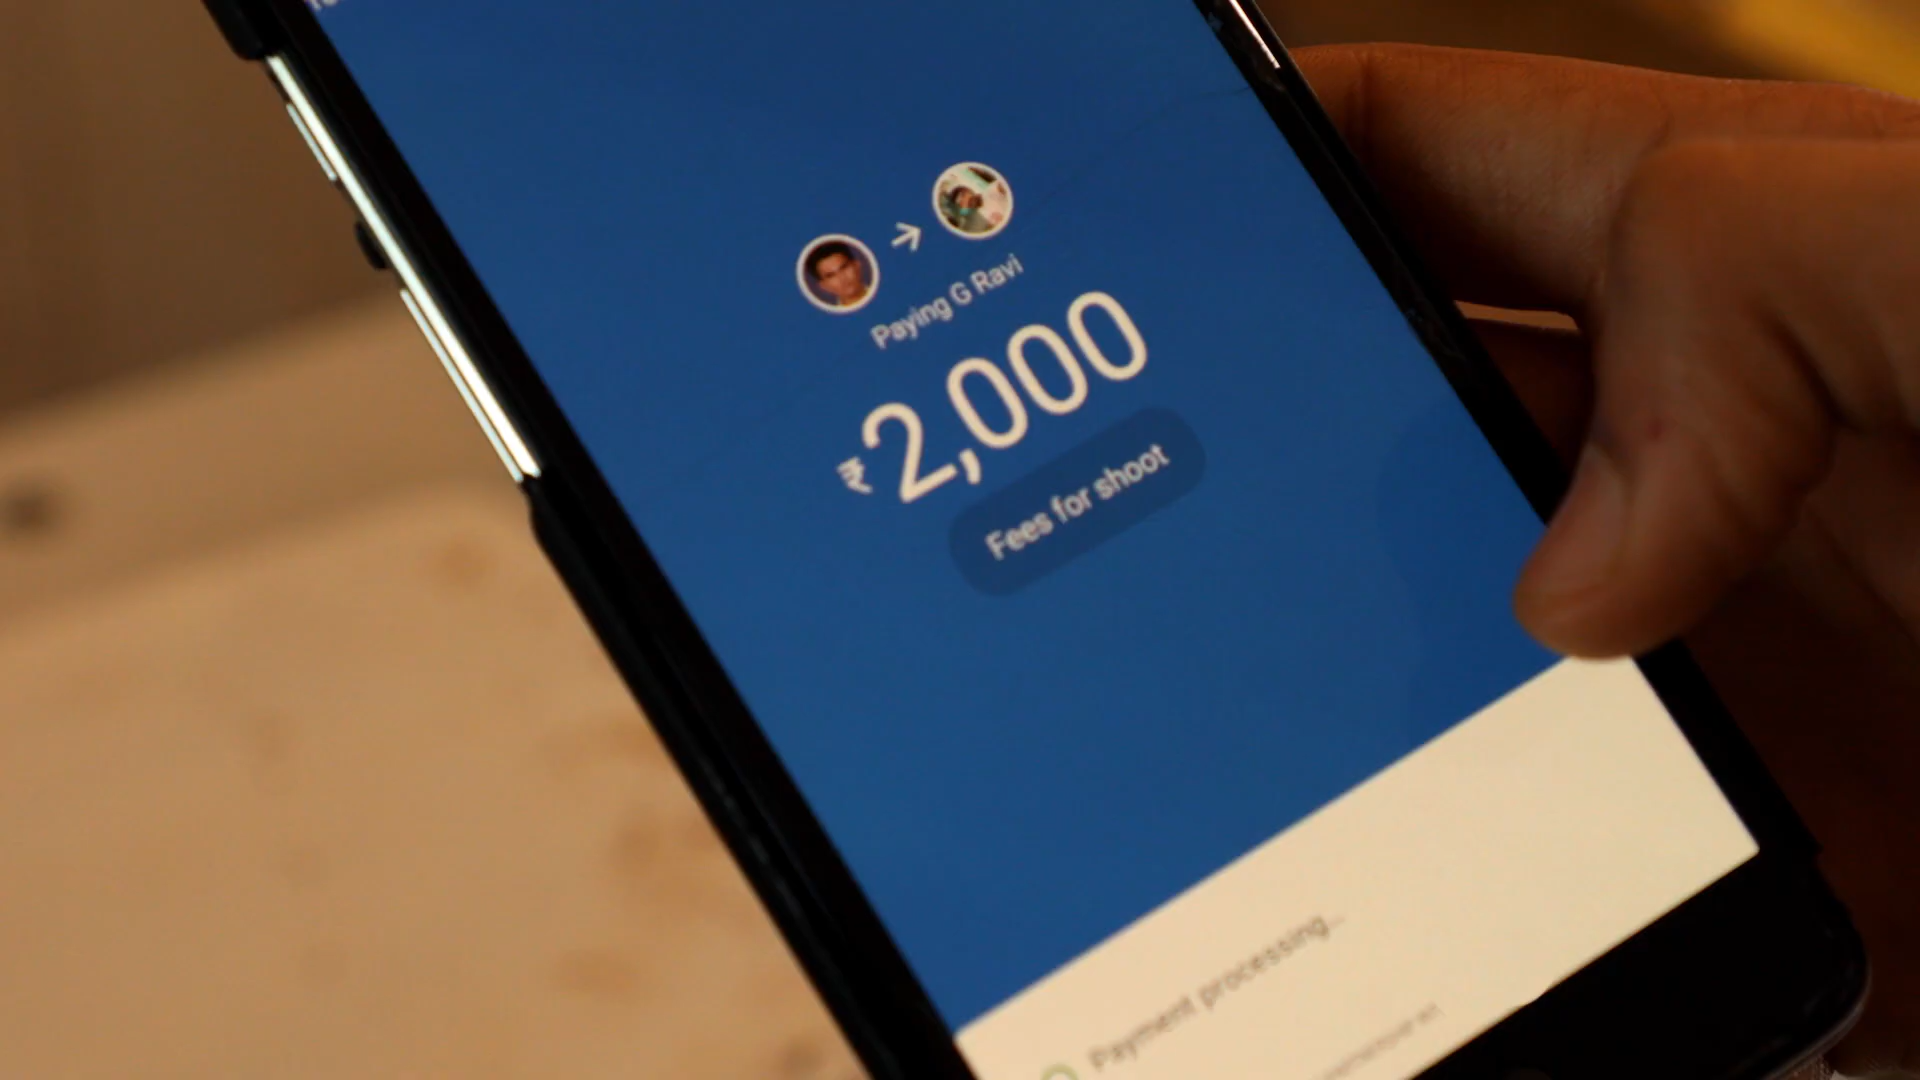 Paying G Ravi
₹2,000
Fees for shoot
Payment processing...